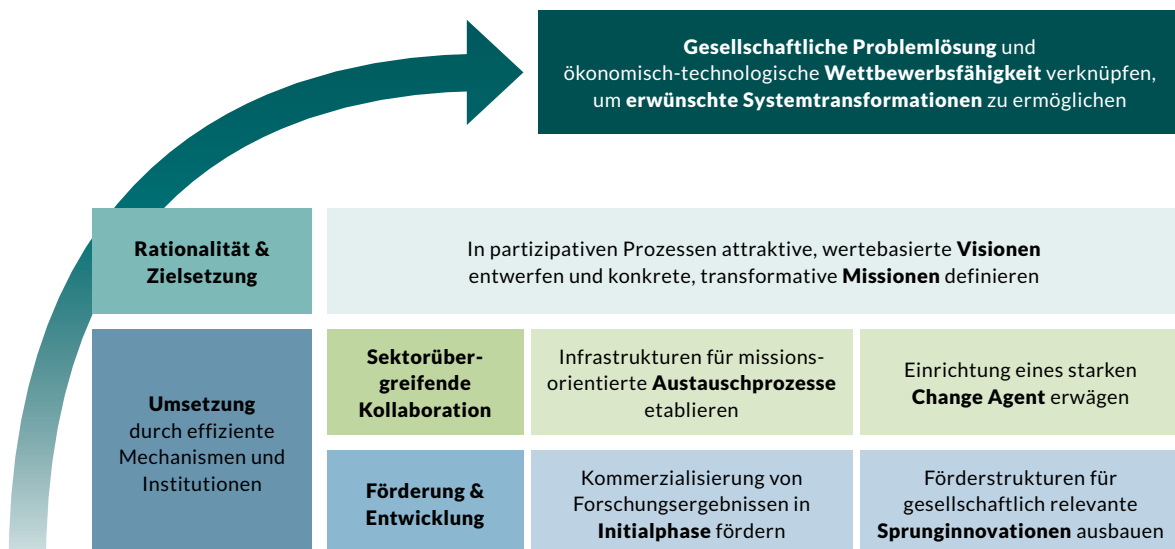 Gesellschaftliche Problemlösung und
ökonomisch-technologische Wettbewerbsfähigkeit verknüpfen,
um erwünschte Systemtransformationen zu ermöglichen
Rationalität &
Zielsetzung
In partizipativen Prozessen attraktive, wertebasierte Visionen
entwerfen und konkrete, transformative Missionen definieren
Umsetzung
durch effiziente
Mechanismen und
Institutionen
Sektorüber-
greifende
Kollaboration
Infrastrukturen für missions-
orientierte Austauschprozesse
etablieren
Einrichtung eines starken
Change Agent erwägen
Förderung &
Entwicklung
Kommerzialisierung von
Forschungsergebnissen in
Initialphase fördern
Förderstrukturen für
gesellschaftlich relevante
Sprunginnovationen ausbauen